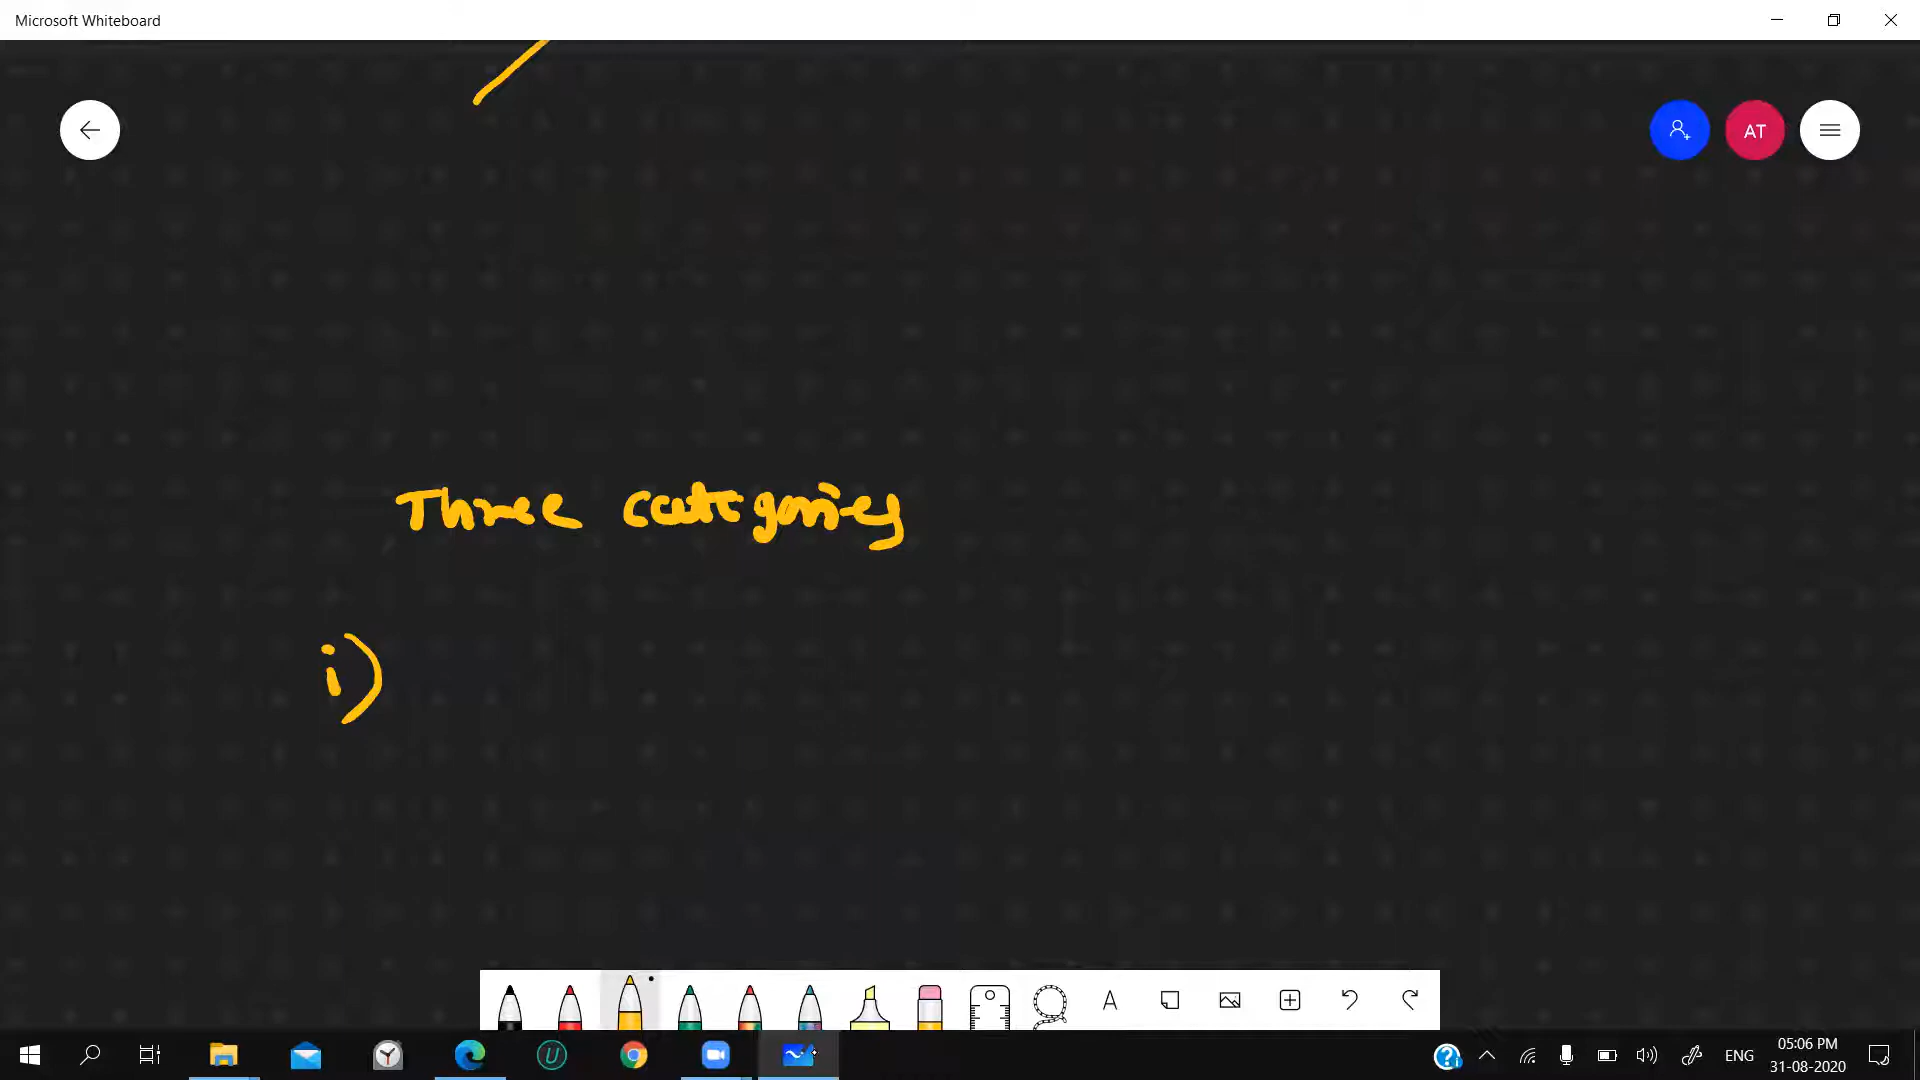 Microsoft Whiteboard
AT
Three categories
i)
A
U
ENG
05:06 PM
31-08-2020